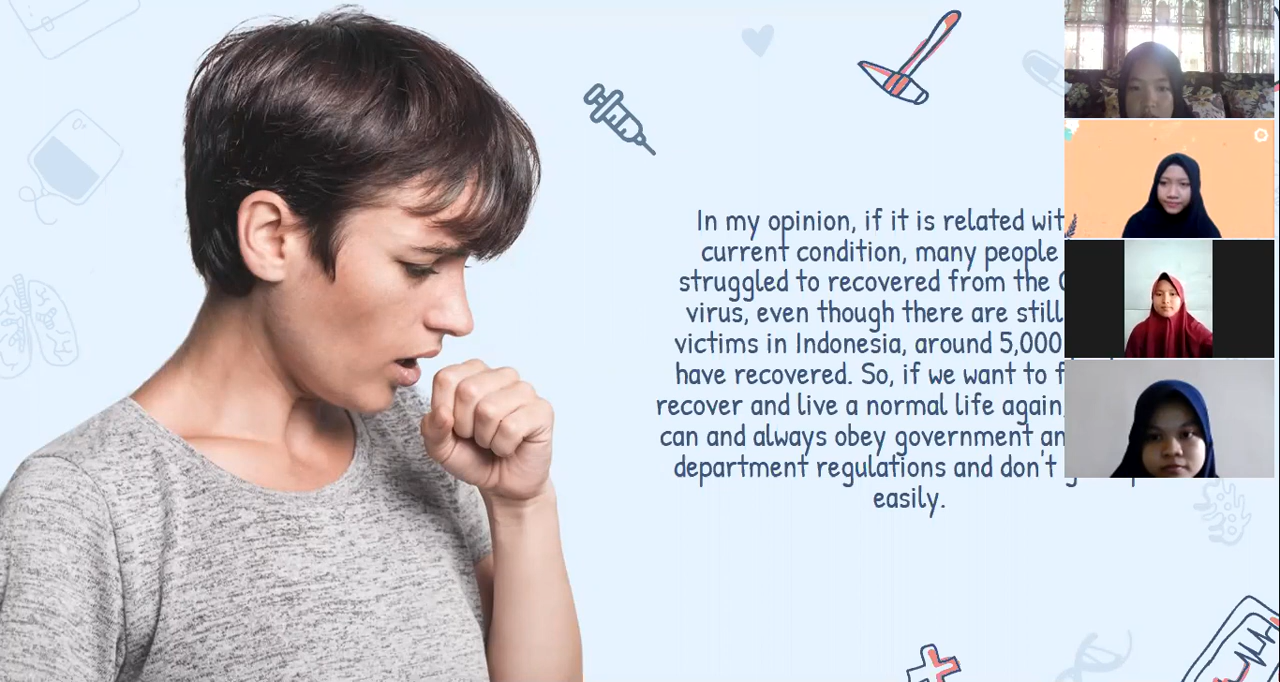 In my opinion, if it is related
current condition, many people
struggled to recovered from the
virus, even though there are still
victims in Indonesia, around 5,000
have recovered. So, if we want to
recover and live a normal life again,
can and always obey government
department regulations and don't
easily.